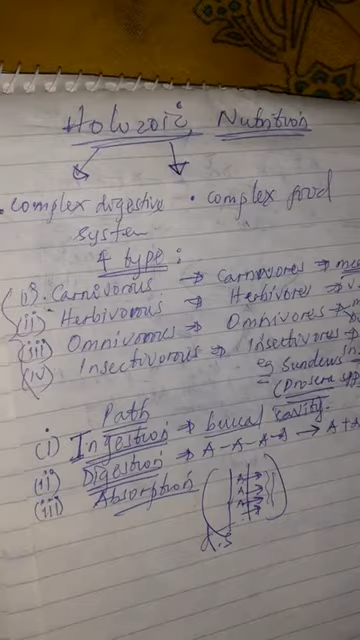 Holozoic Nutrition
• complex digestive system
• complex food
4 type:
(i) Carnivorous → Carnivores →
(ii) Herbivorous → Herbivores →
(iii) Omnivorous → Omnivores →
(iv) Insectivorous → Insectivores →
eg Sundews
(Drosera spp
Path
(i) Ingestion → buccal cavity.
(ii) Digestion → A-A-A-A → A+A
(iii) Absorption
A
A
A
d.s